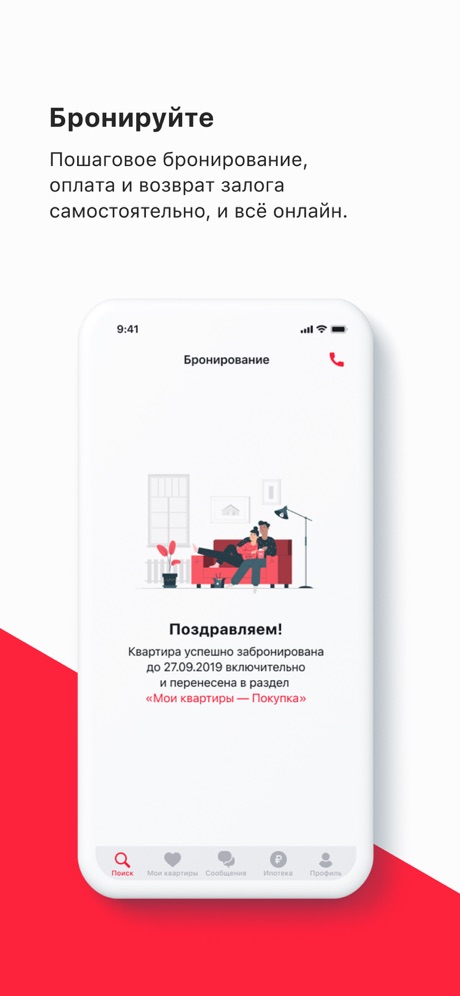 Бронируйте
Пошаговое бронирование,
оплата и возврат залога
самостоятельно, и всё онлайн.
9:41
Бронирование
Поздравляем!
Квартира успешно забронирована
до 27.09.2019 включительно
и перенесена в раздел
«Мои квартиры — Покупка»
Поиск Мои квартиры Сообщения Ипотека Профиль